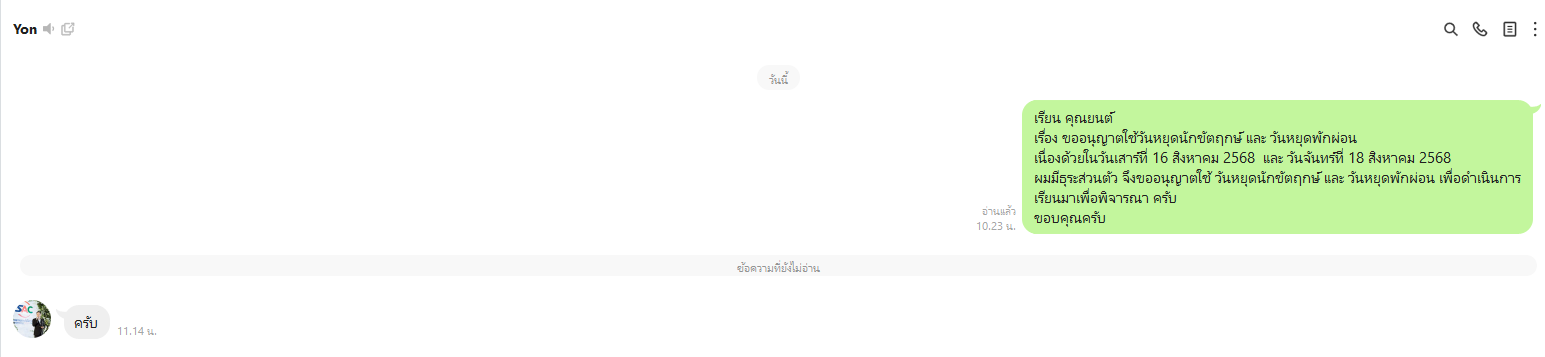 Yon
วันนี้
เรียน คุณยนต์
เรื่อง ขออนุญาตใช้วันหยุดนักขัตฤกษ์ และ วันหยุดพักผ่อน
เนื่องด้วยในวันเสาร์ที่ 16 สิงหาคม 2568 และ วันจันทร์ที่ 18 สิงหาคม 2568
ผมมีธุระส่วนตัว จึงขออนุญาตใช้ วันหยุดนักขัตฤกษ์ และ วันหยุดพักผ่อน เพื่อดำเนินการ
เรียนมาเพื่อพิจารณา ครับ
ขอบคุณครับ
อ่านแล้ว
10.23 น.
ข้อความที่ยังไม่อ่าน
SAC
ครับ
11.14 น.